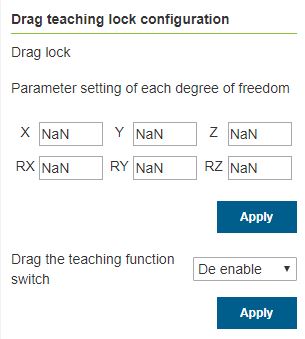 Drag teaching lock configuration
Drag lock
Parameter setting of each degree of freedom
X NaN Y NaN Z NaN
RX NaN RY NaN RZ NaN
Apply
Drag the teaching function
switch
De enable
Apply